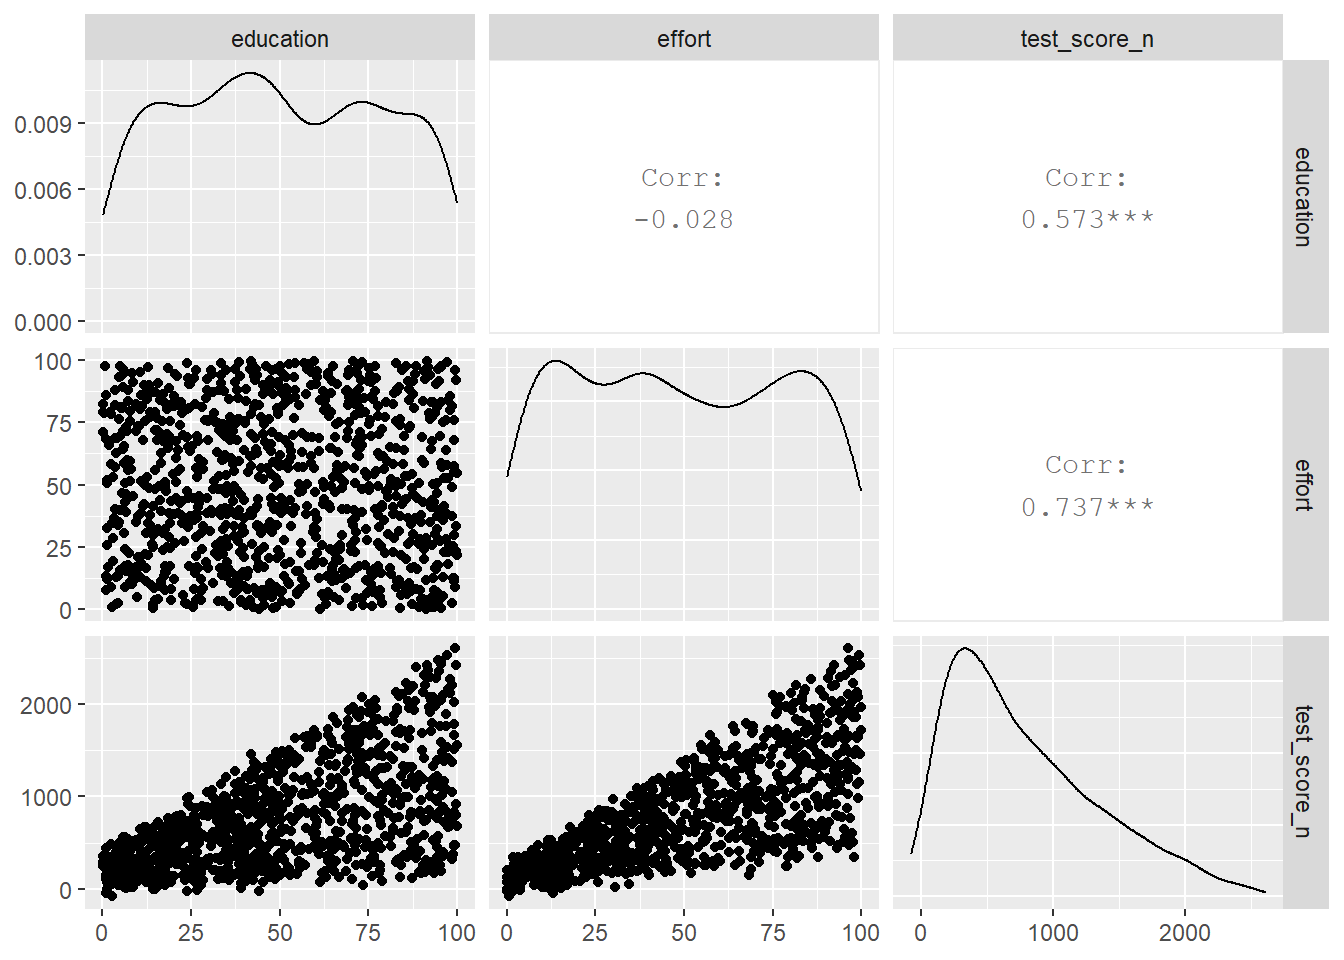 education effort test_score_n
0.009
0.006
0.003
0.000
Corr:
-0.028
Corr:
0.573***
education
100
75
50
25
0
Corr:
0.737***
effort
2000
1000
0
test_score_n
0 25 50 75 100
0 25 50 75 100
0 1000 2000